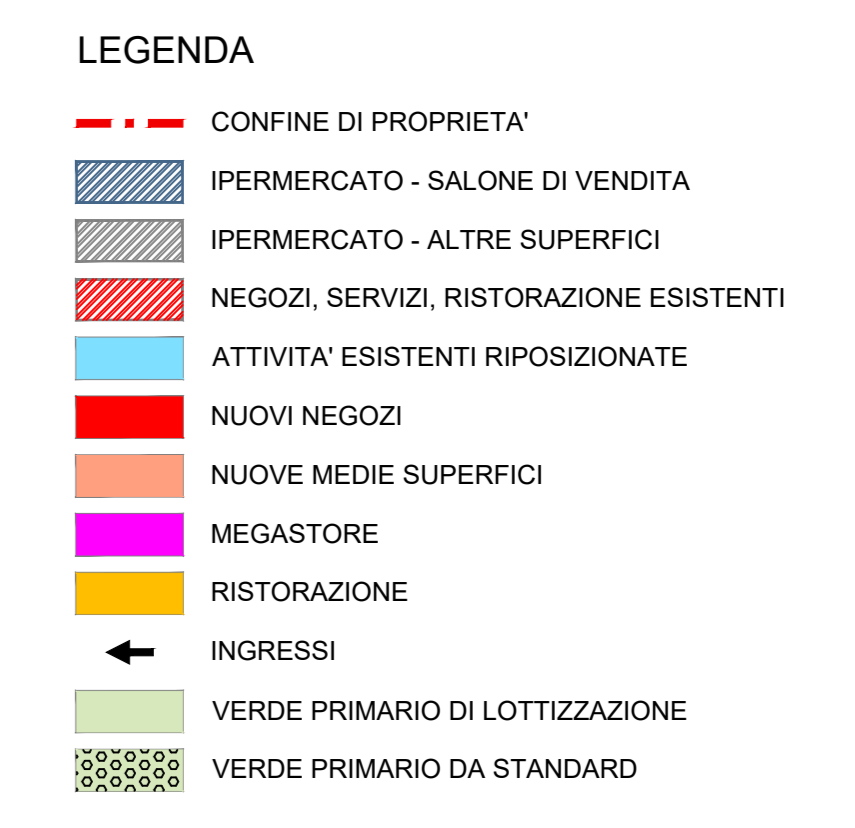 LEGENDA
CONFINE DI PROPRIETA'
IPERMERCATO - SALONE DI VENDITA
IPERMERCATO - ALTRE SUPERFICI
NEGOZI, SERVIZI, RISTORAZIONE ESISTENTI
ATTIVITA' ESISTENTI RIPOSIZIONATE
NUOVI NEGOZI
NUOVE MEDIE SUPERFICI
MEGASTORE
RISTORAZIONE
INGRESSI
VERDE PRIMARIO DI LOTTIZZAZIONE
VERDE PRIMARIO DA STANDARD